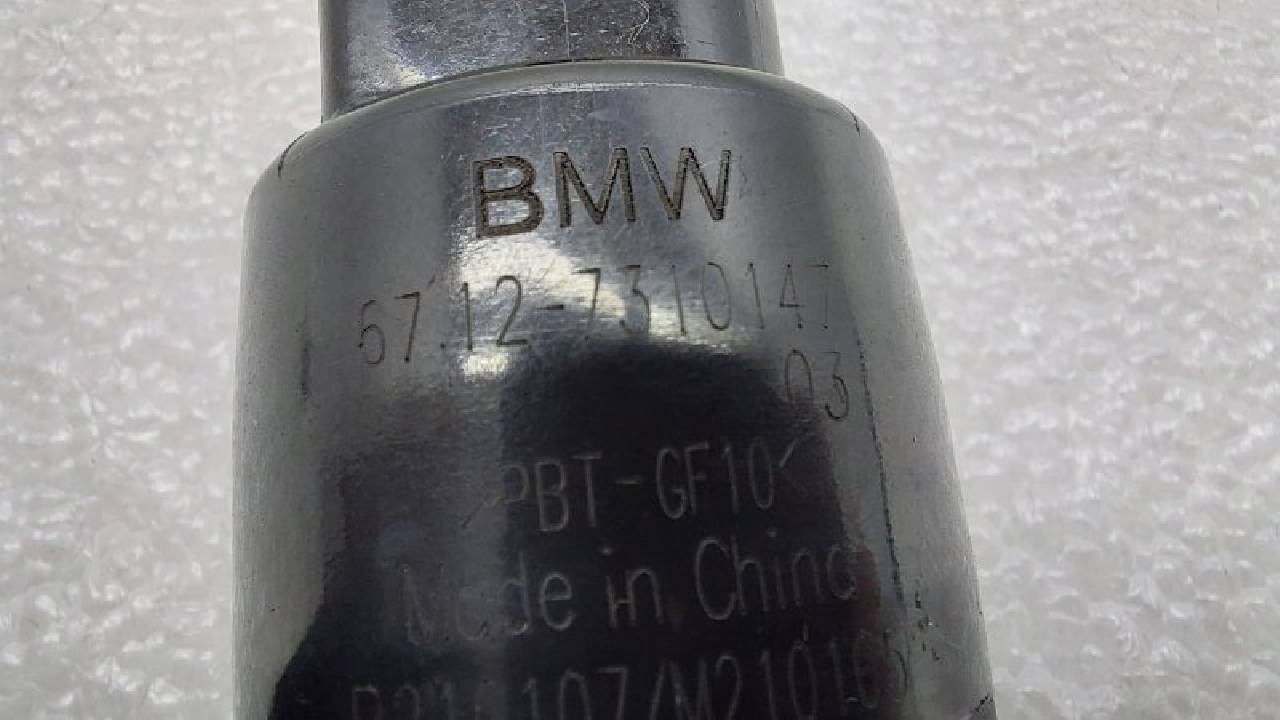 BMW
67.12-7310147
03
>PBT-GF10<
Made in China